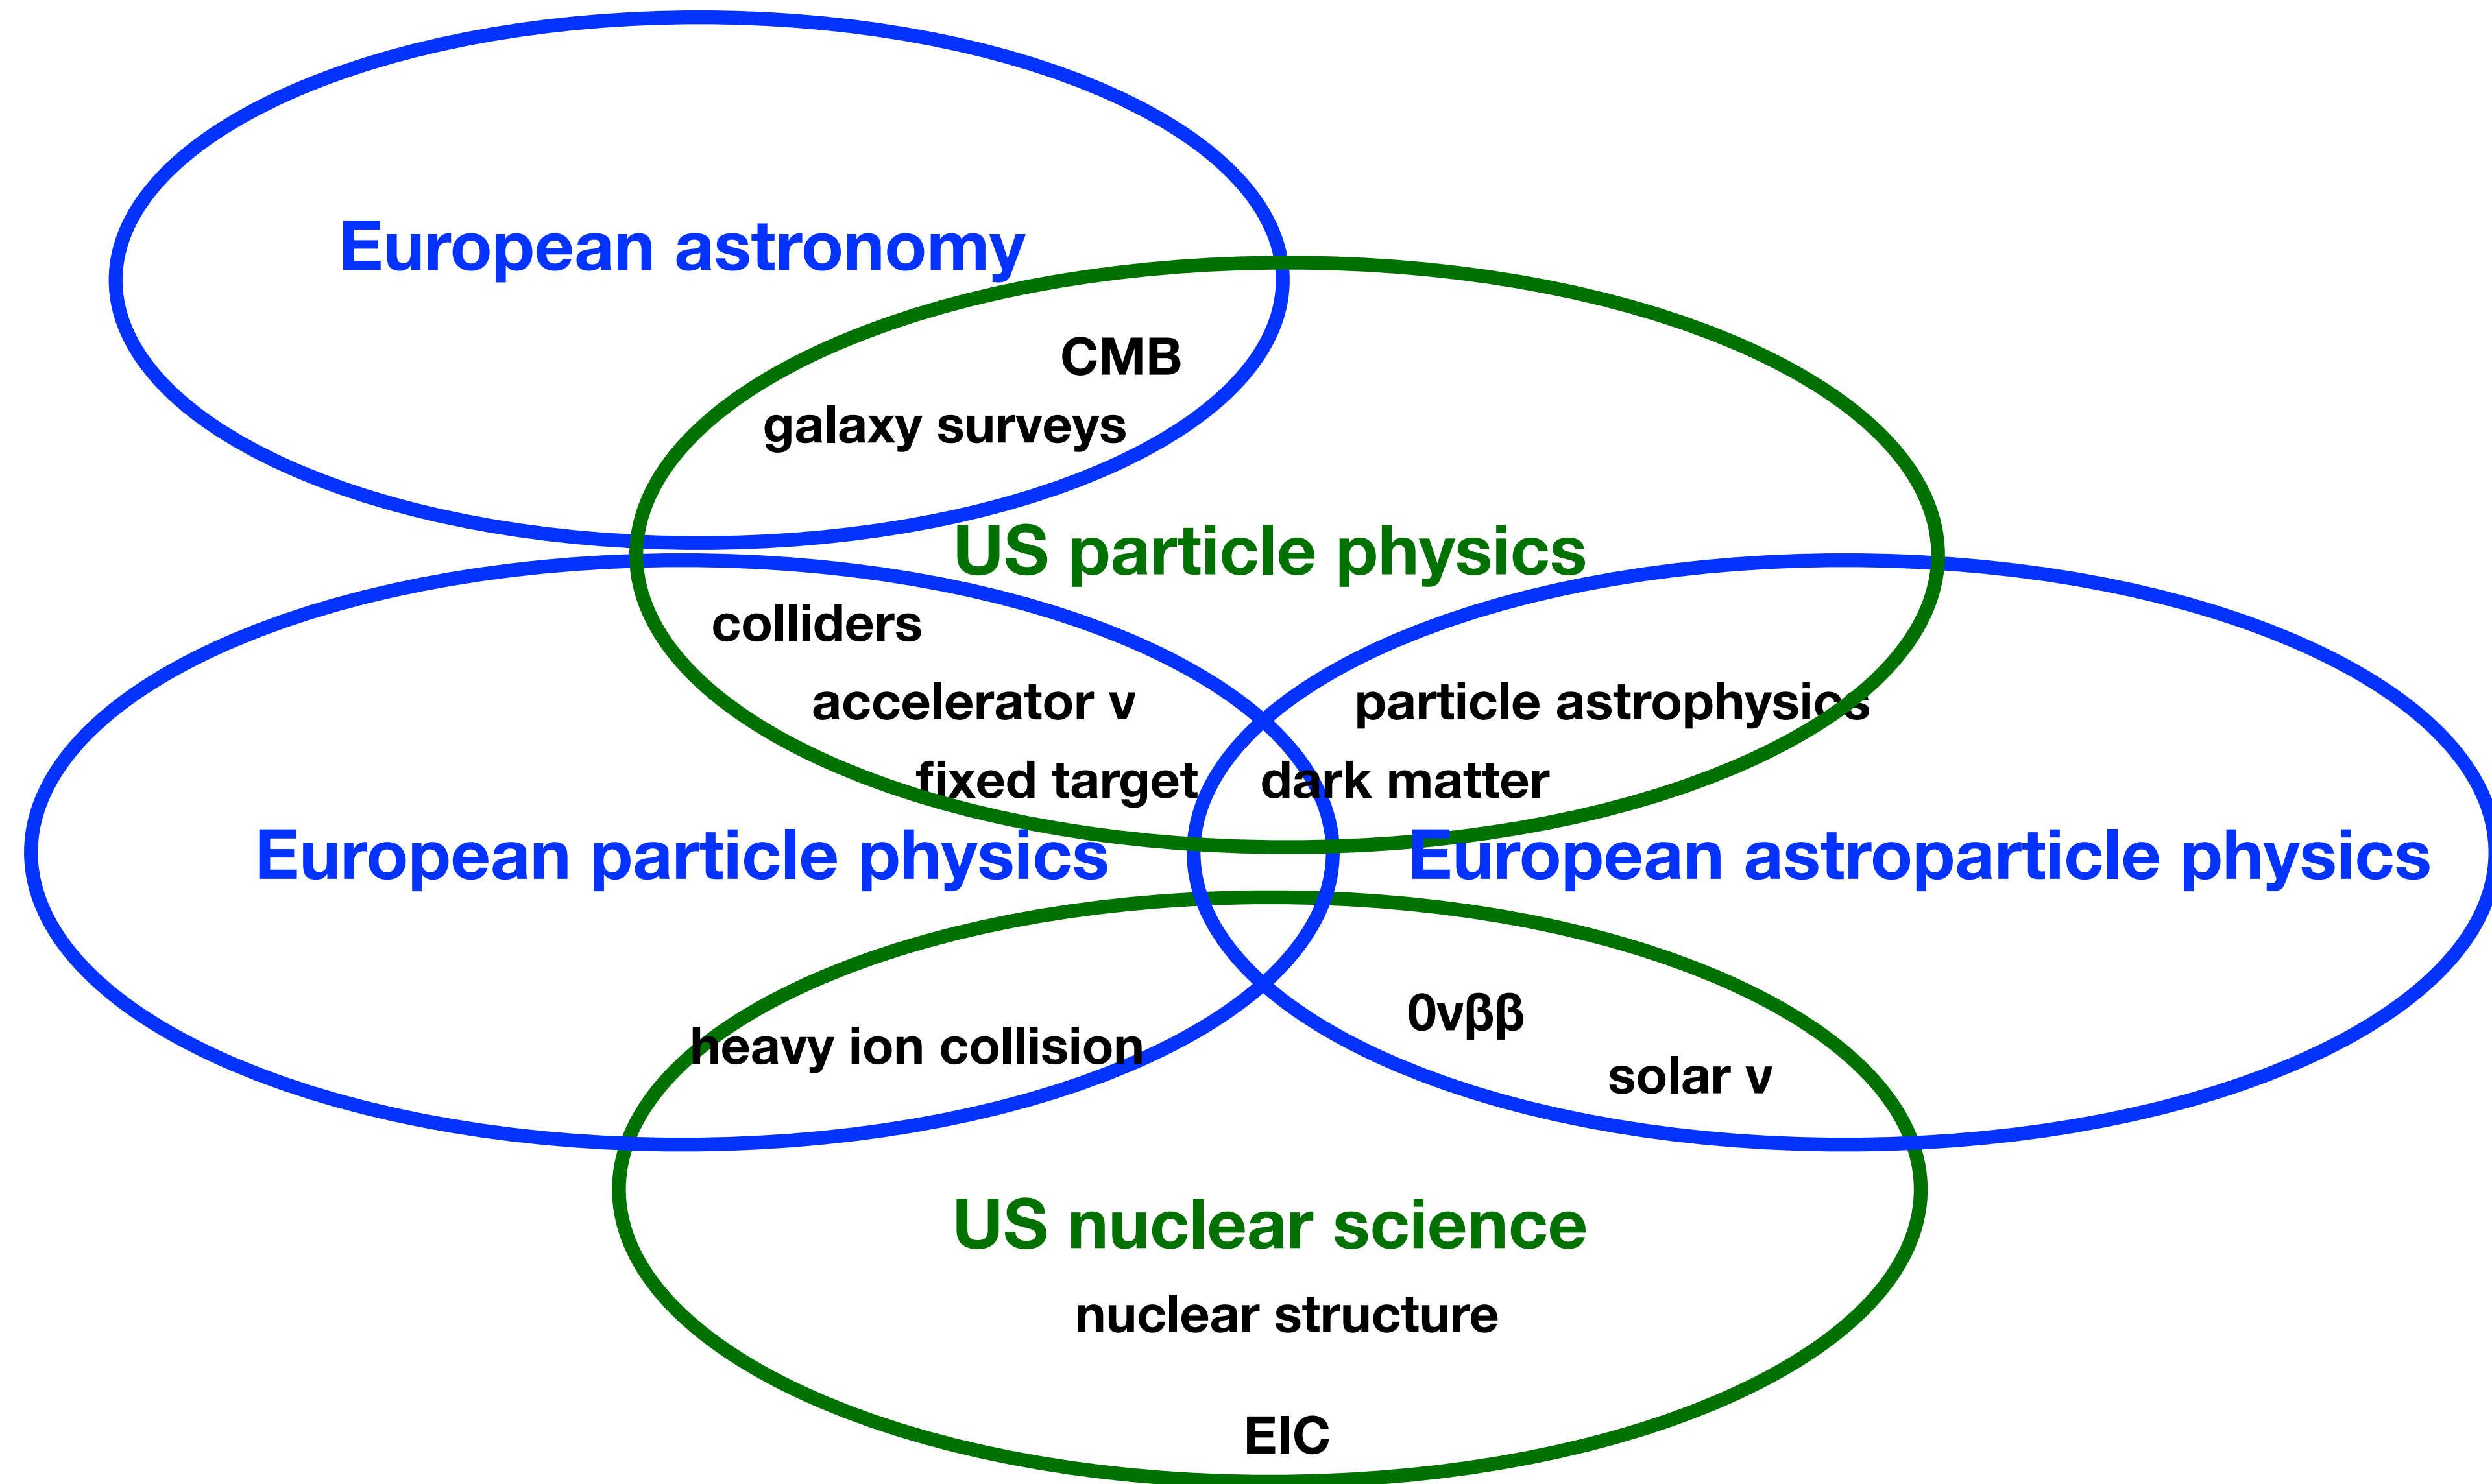 European astronomy
CMB
galaxy surveys
US particle physics
colliders
accelerator ν
particle astrophysics
fixed target
dark matter
European particle physics
European astroparticle physics
0νββ
heavy ion collision
solar ν
US nuclear science
nuclear structure
EIC